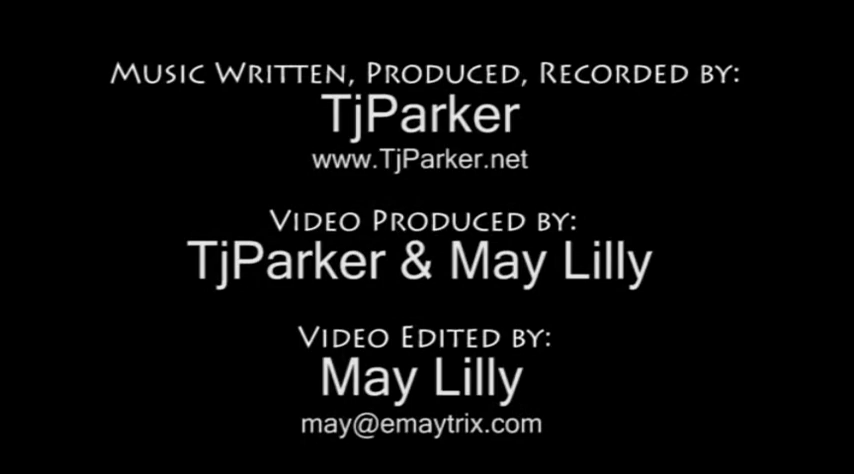 Music Written, Produced, Recorded by:
TjParker
www.TjParker.net
Video Produced by:
TjParker & May Lilly
Video Edited by:
May Lilly
may@emaytrix.com